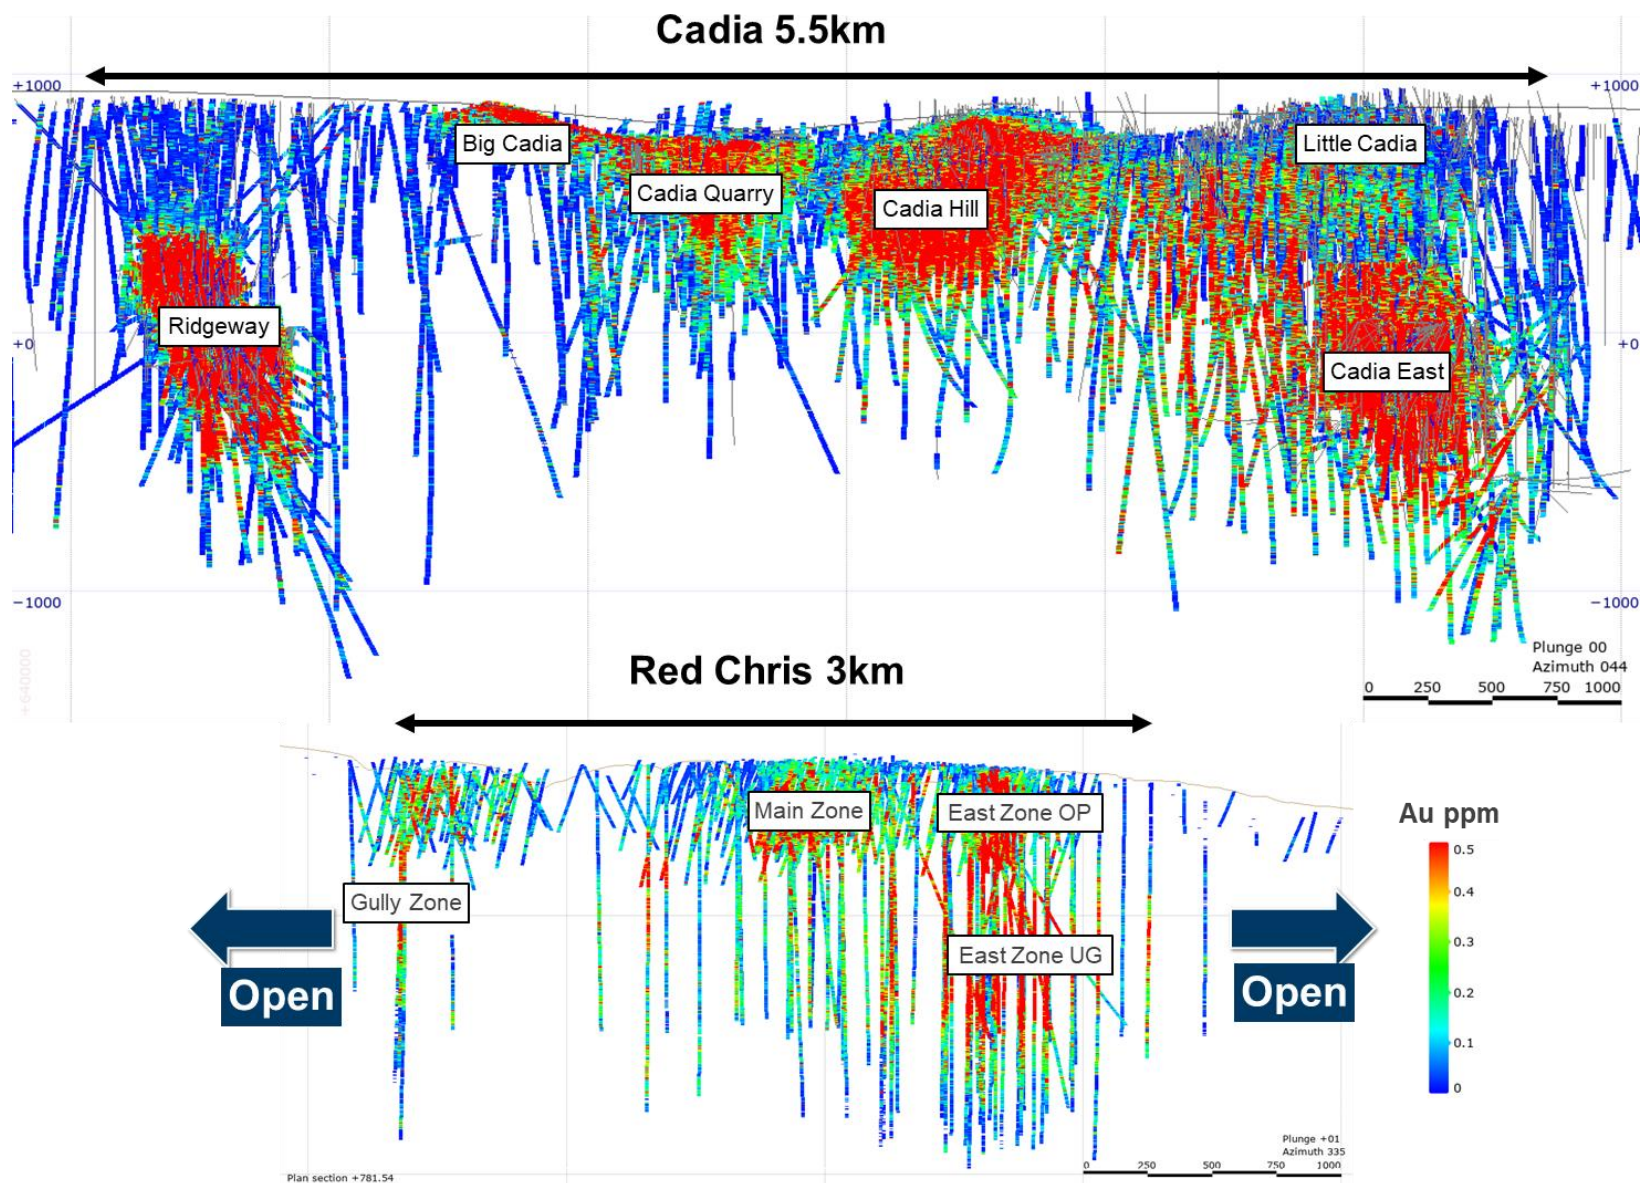 Cadia 5.5km
+1000
+1000
Big Cadia
Little Cadia
Cadia Quarry
Cadia Hill
Ridgeway
+0
+0
Cadia East
-1000
-1000
+6400000
Plunge 00
Azimuth 044
0 250 500 750 1000
Red Chris 3km
Main Zone
East Zone OP
Au ppm
0.5
0.4
0.3
0.2
0.1
0
Gully Zone
East Zone UG
Open
Open
Plunge +01
Azimuth 335
0 250 500 750 1000
Plan section +781.54